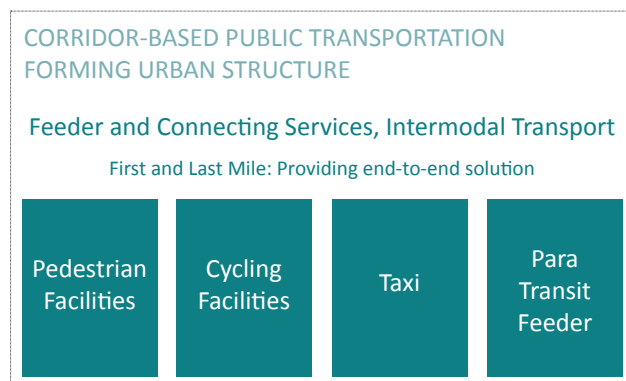 CORRIDOR-BASED PUBLIC TRANSPORTATION
FORMING URBAN STRUCTURE
Feeder and Connecting Services, Intermodal Transport
First and Last Mile: Providing end-to-end solution
Pedestrian
Facilities
Cycling
Facilities
Taxi
Para
Transit
Feeder